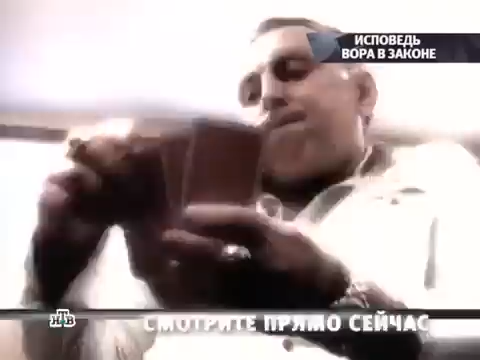 ИСПОВЕДЬ
ВОРА В ЗАКОНЕ
НТВ
СМОТРИТЕ ПРЯМО СЕЙЧАС